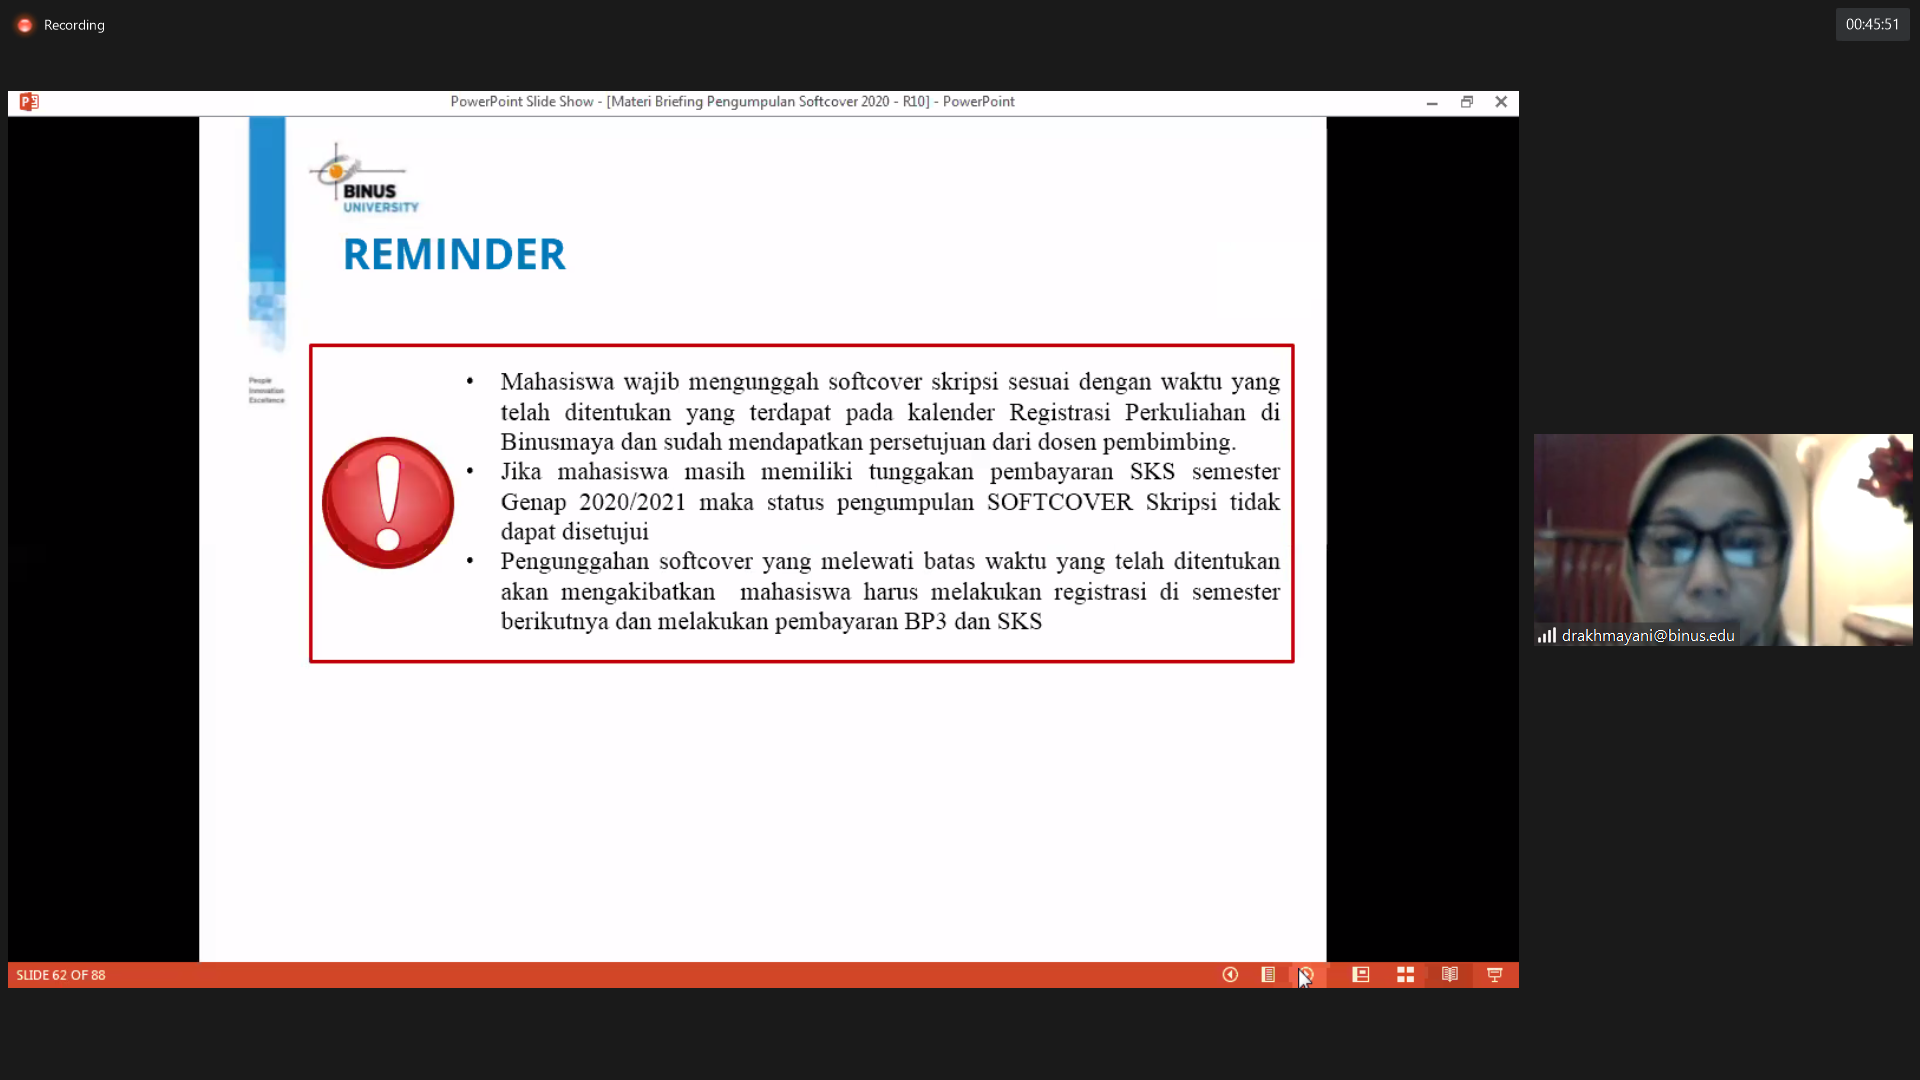 Recording
00:45:51
PowerPoint Slide Show - [Materi Briefing Pengumpulan Softcover 2020 - R10] - PowerPoint
BINUS
UNIVERSITY
REMINDER
People
Innovation
Excellence
• Mahasiswa wajib mengunggah softcover skripsi sesuai dengan waktu yang
telah ditentukan yang terdapat pada kalender Registrasi Perkuliahan di
Binusmaya dan sudah mendapatkan persetujuan dari dosen pembimbing.
• Jika mahasiswa masih memiliki tunggakan pembayaran SKS semester
Genap 2020/2021 maka status pengumpulan SOFTCOVER Skripsi tidak
dapat disetujui
• Pengunggahan softcover yang melewati batas waktu yang telah ditentukan
akan mengakibatkan mahasiswa harus melakukan registrasi di semester
berikutnya dan melakukan pembayaran BP3 dan SKS
drakhmayani@binus.edu
SLIDE 62 OF 88